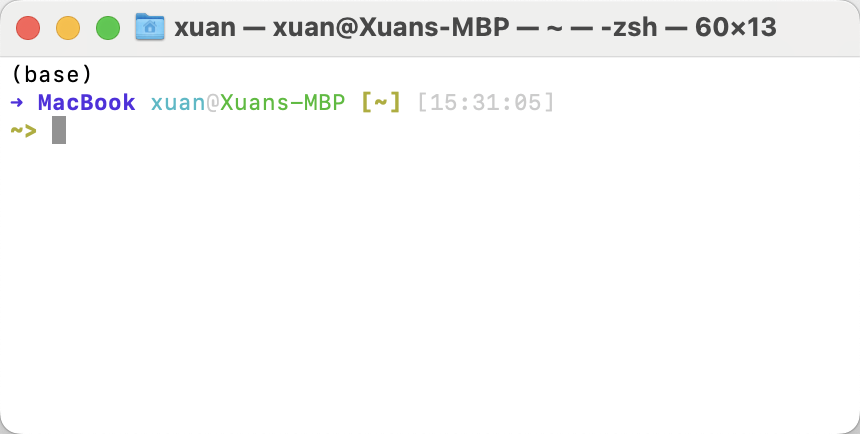 xuan — xuan@Xuans-MBP — ~ — -zsh — 60×13
(base)
➜ MacBook xuan@Xuans-MBP [~] [15:31:05]
~>